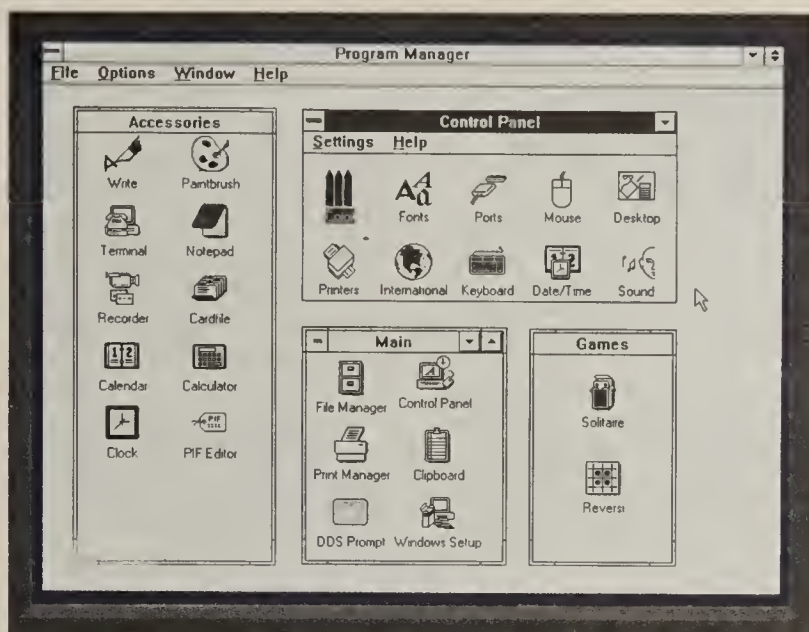 Program Manager
File Options Window Help
Accessories
Write Paintbrush
Terminal Notepad
Recorder Cardfile
Calendar Calculator
Clock PIF Editor
PIF
Control Panel
Settings Help
Fonts Ports Mouse Desktop
Printers International Keyboard Date/Time Sound
Main
File Manager Control Panel
Print Manager Clipboard
DOS Prompt Windows Setup
Games
Solitaire
Reversi